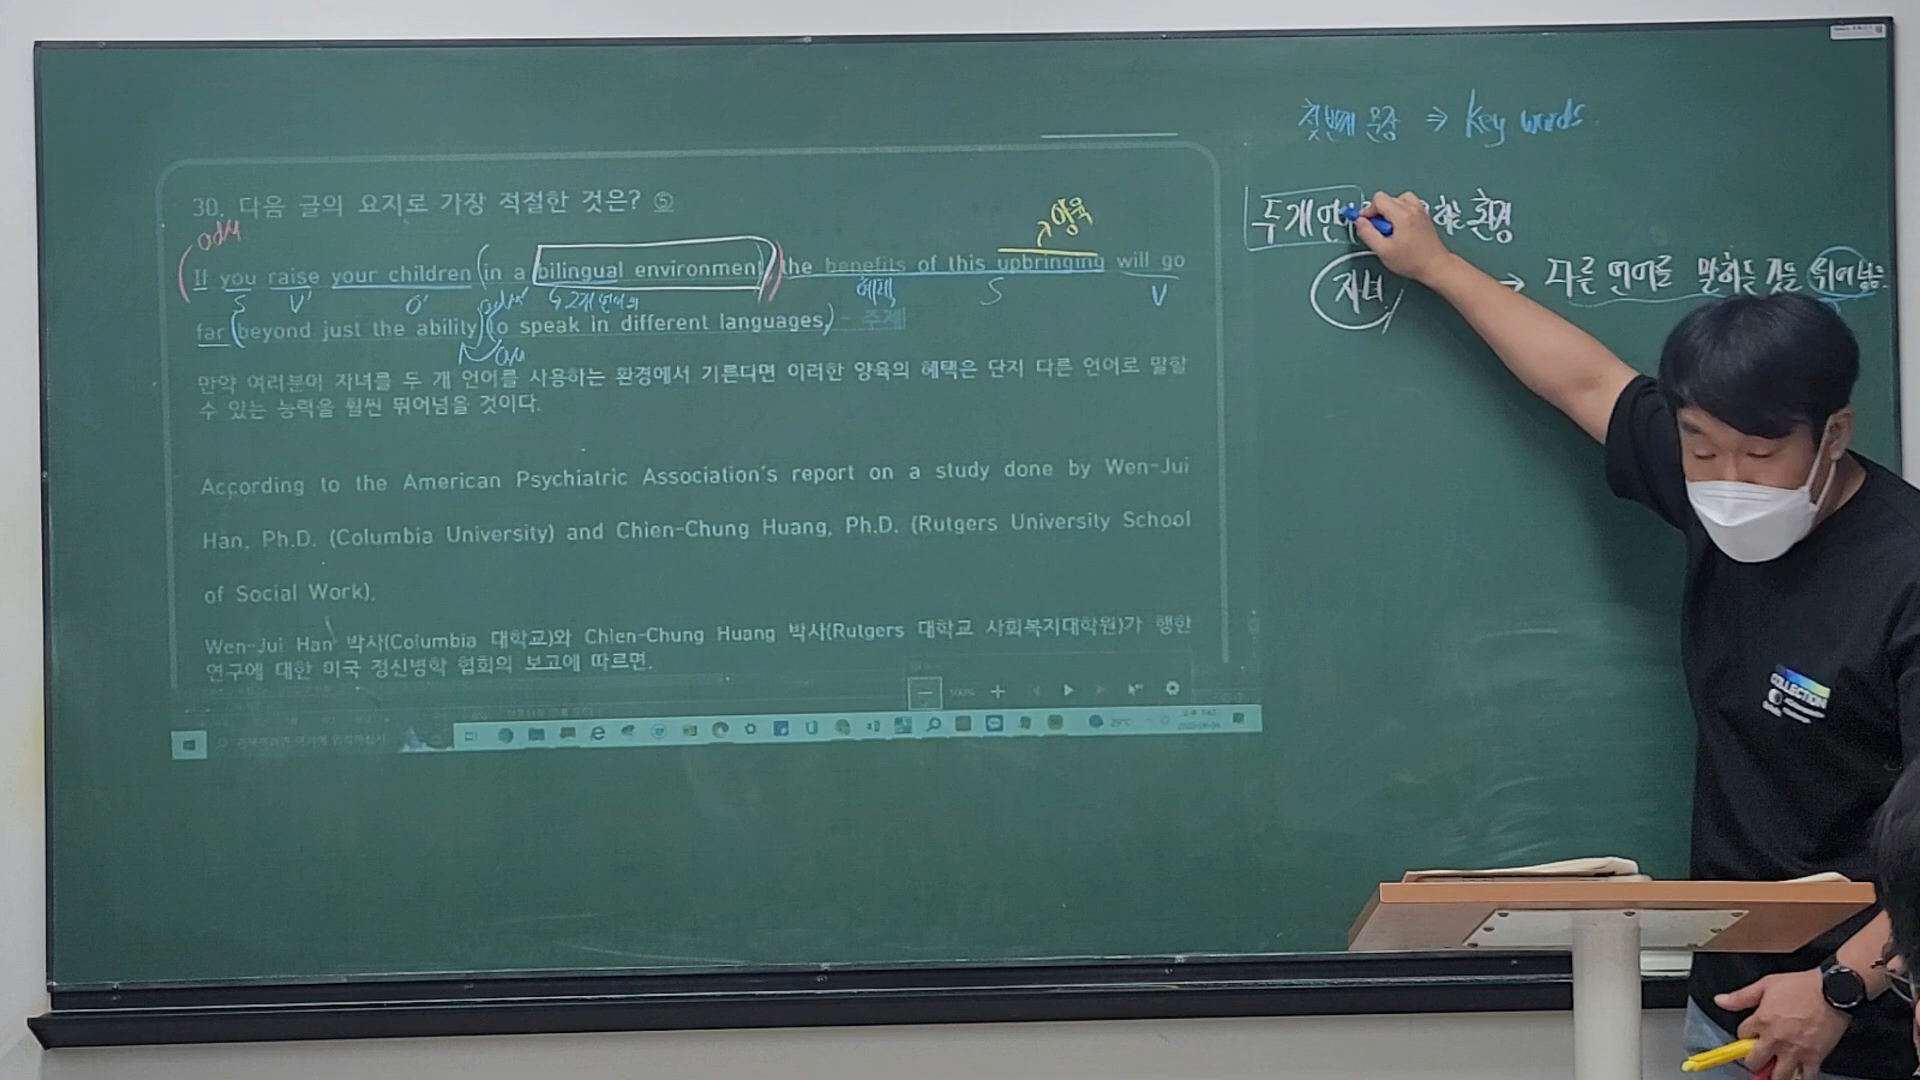 첫번째 문장 ⇒ key words
30. 다음 글의 요지로 가장 적절한 것은? ⑤
adv
양육
두개 언 하는 환경
If you raise your children (in a bilingual environment) the benefits of this upbringing will go
S V' O' 2개 언어의 혜택 S V
자녀 → 다른 언어로 말하는 것을 뛰어넘음
far (beyond just the ability) (to speak in different languages) - 주제
만약 여러분이 자녀를 두 개 언어를 사용하는 환경에서 기른다면 이러한 양육의 혜택은 단지 다른 언어로 말할
수 있는 능력을 훨씬 뛰어넘을 것이다.
According to the American Psychiatric Association's report on a study done by Wen-Jui
Han, Ph.D. (Columbia University) and Chien-Chung Huang, Ph.D. (Rutgers University School
of Social Work),
Wen-Jui Han 박사(Columbia 대학교)와 Chien-Chung Huang 박사(Rutgers 대학교 사회복지대학원)가 행한
연구에 대한 미국 정신병학 협회의 보고에 따르면,
100%
29°C
COLLECTION